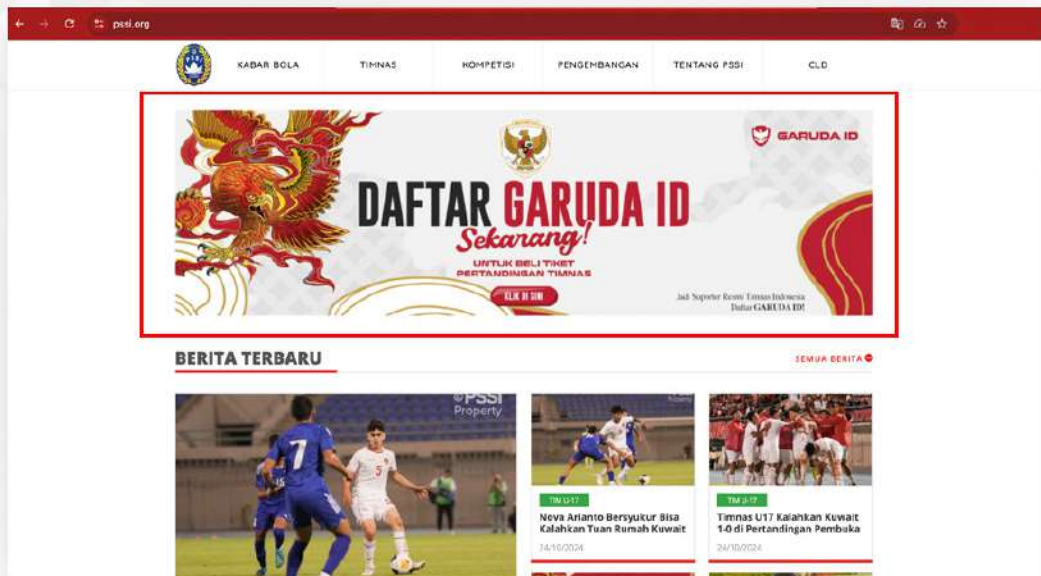 pssi.org
KABAR BOLA
TIMNAS
KOMPETISI
PENGEMBANGAN
TENTANG PSSI
CLD
GARUDA ID
DAFTAR GARUDA ID
Sekarang!
UNTUK BELI TIKET
PERTANDINGAN TIMNAS
KLIK DI SINI
Jadi Suporter Resmi Timnas Indonesia
Daftar GARUDA ID!
BERITA TERBARU
SEMUA BERITA
©PSSI
Property
7
5
TIM U-17
Nova Arianto Bersyukur Bisa
Kalahkan Tuan Rumah Kuwait
24/10/2024
TIM U-17
Timnas U17 Kalahkan Kuwait
1-0 di Pertandingan Pembuka
24/10/2024